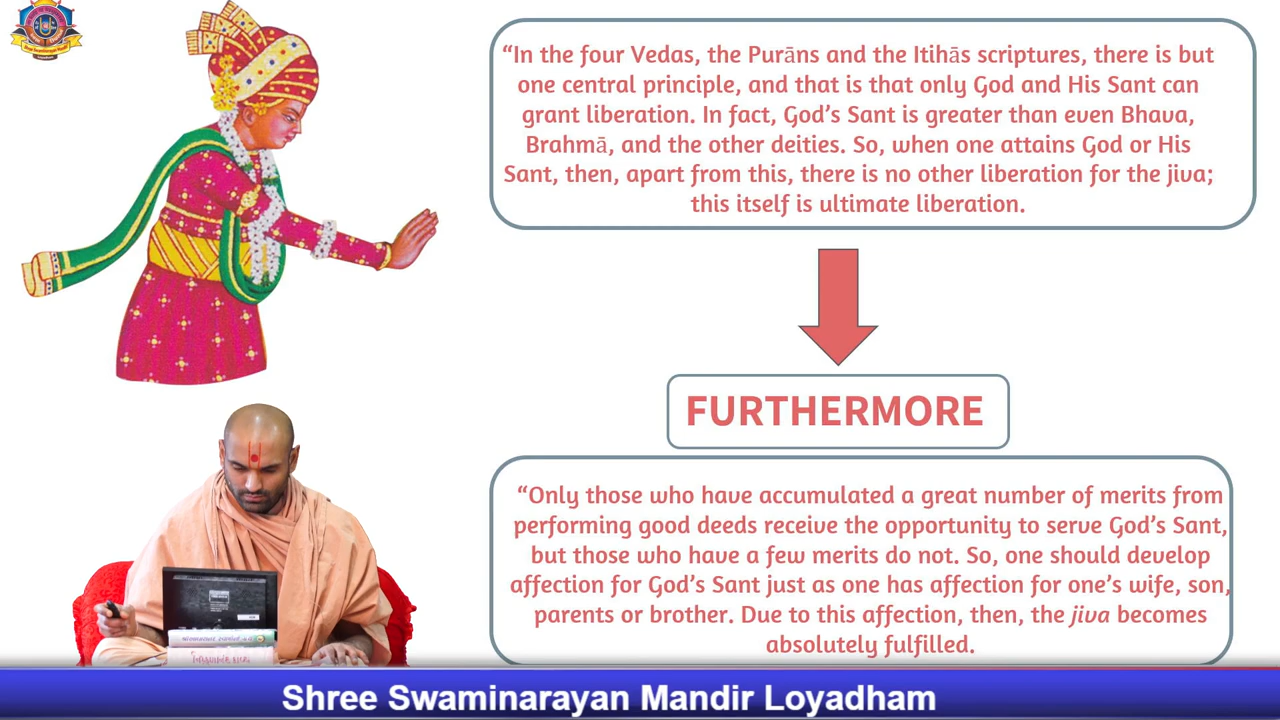 “In the four Vedas, the Purāns and the Itihās scriptures, there is but
one central principle, and that is that only God and His Sant can
grant liberation. In fact, God’s Sant is greater than even Bhava,
Brahmā, and the other deities. So, when one attains God or His
Sant, then, apart from this, there is no other liberation for the jiva;
this itself is ultimate liberation.
FURTHERMORE
“Only those who have accumulated a great number of merits from
performing good deeds receive the opportunity to serve God’s Sant,
but those who have a few merits do not. So, one should develop
affection for God’s Sant just as one has affection for one’s wife, son,
parents or brother. Due to this affection, then, the jiva becomes
absolutely fulfilled.
Shree Swaminarayan Mandir Loyadham